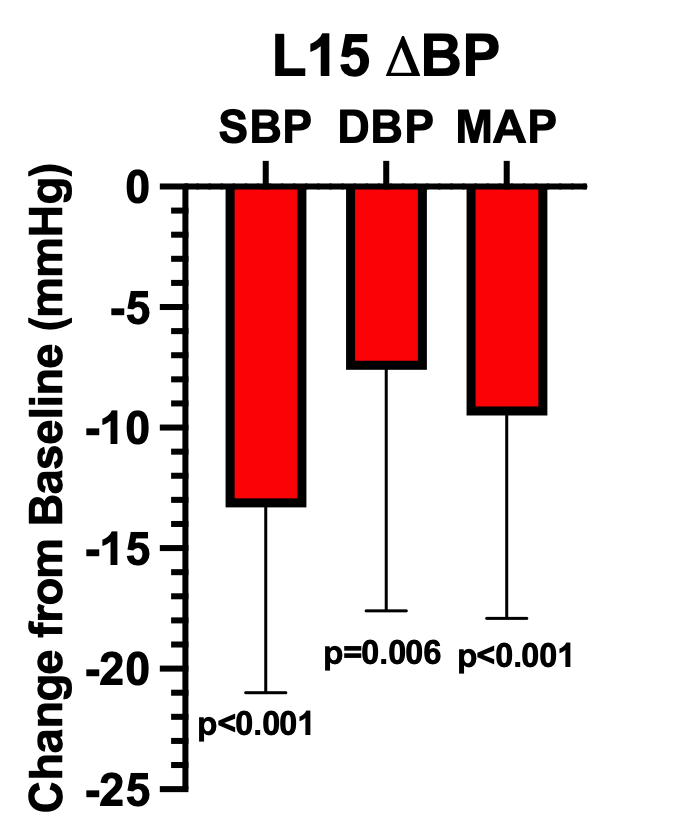 L15 ΔBP
SBP DBP MAP
Change from Baseline (mmHg)
0
-5
-10
-15
-20
-25
p=0.006
p<0.001
p<0.001